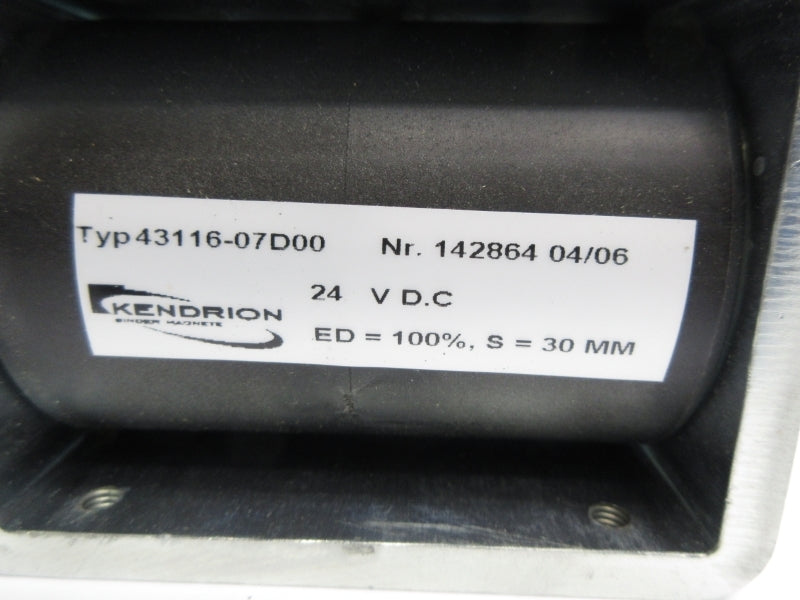 Typ 43116-07D00 Nr. 142864 04/06
KENDRION
BINDER MAGNETE
24 V D.C
ED = 100%, S = 30 MM